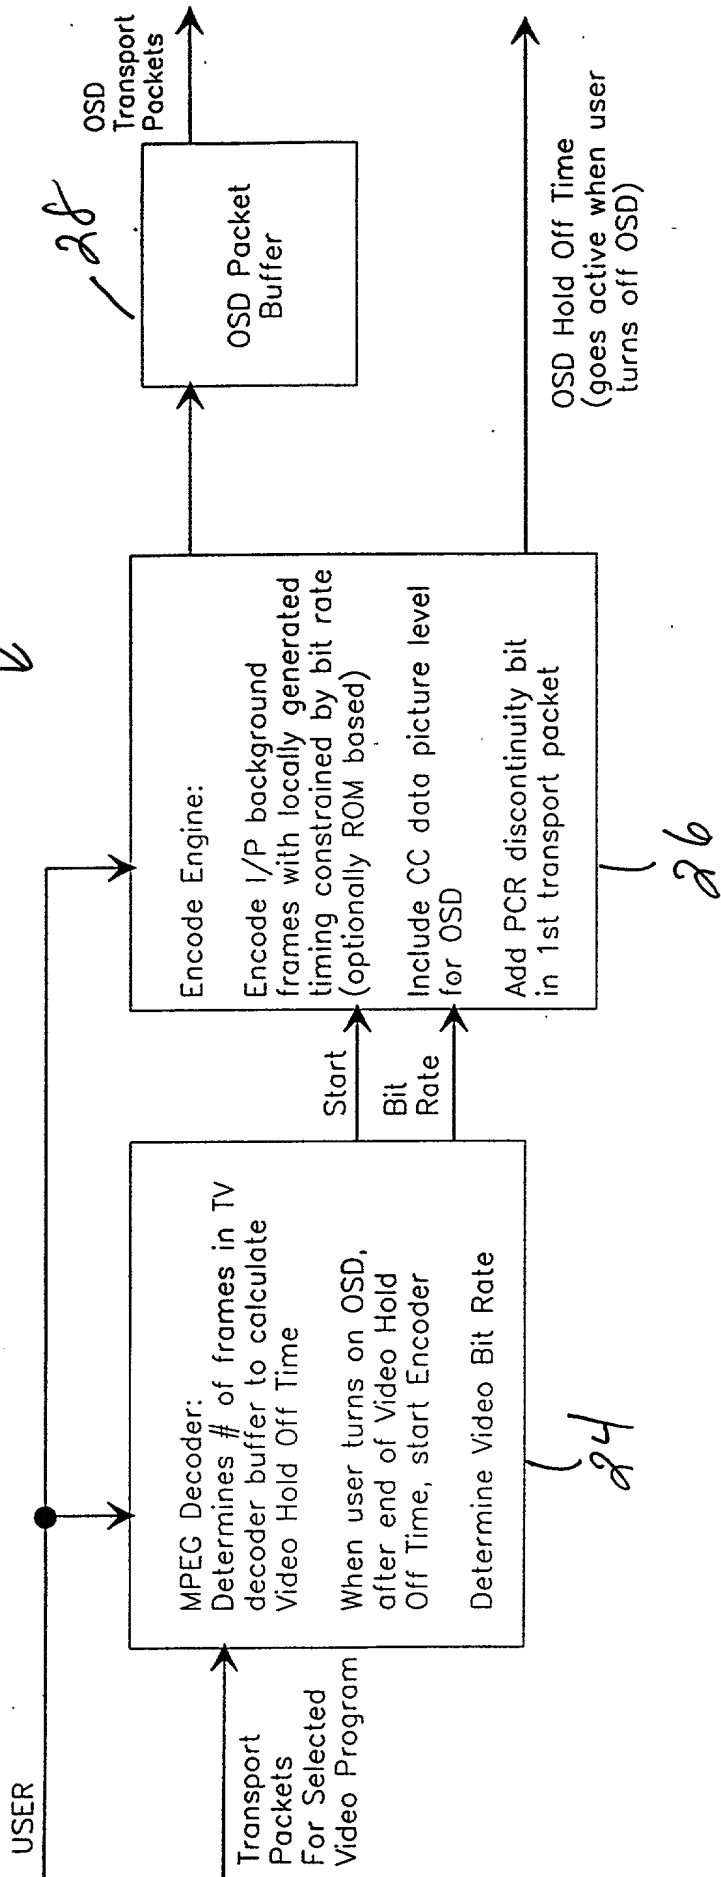 USER
Transport
Packets
For Selected
Video Program
MPEG Decoder:
Determines # of frames in TV
decoder buffer to calculate
Video Hold Off Time
When user turns on OSD,
after end of Video Hold
Off Time, start Encoder
Determine Video Bit Rate
24
Start
Bit
Rate
Encode Engine:
Encode I/P background
frames with locally generated
timing constrained by bit rate
(optionally ROM based)
Include CC data picture level
for OSD
Add PCR discontinuity bit
in 1st transport packet
26
OSD Packet
Buffer
28
OSD
Transport
Packets
OSD Hold Off Time
(goes active when user
turns off OSD)